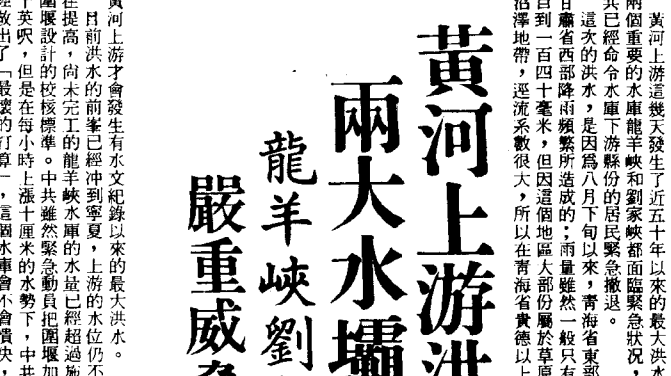 黃河上游這幾天發生了近五十年以來的最大洪水
兩個重要的水庫龍羊峽和劉家峽都面臨緊急狀況，
共已經命令水庫下游縣份的居民緊急撤退。
這次的洪水，是因爲八月下旬以來，靑海省東部
甘肅省西部降雨頻繁所造成的；雨量雖然一般只有
百到一百四十毫米，但因這個地區大部份屬於草原
沼澤地帶，逕流系數很大，所以在靑海省貴德以上
黃河上游洪
兩大水壩
龍羊峽劉
嚴重威
黃河上游才會發生有水文紀錄以來的最大洪水。
目前洪水的前峯已經冲到寧夏，上游的水位仍不
在提高，尙未完工的龍羊峽水庫的水量已經超過施
圍堰設計的校核標準。中共雖然緊急動員把圍堰加
十英呎，但是在每小時上漲十厘米的水勢下，中共
經放出了「最壞的打算」，這個水庫會不會潰決，